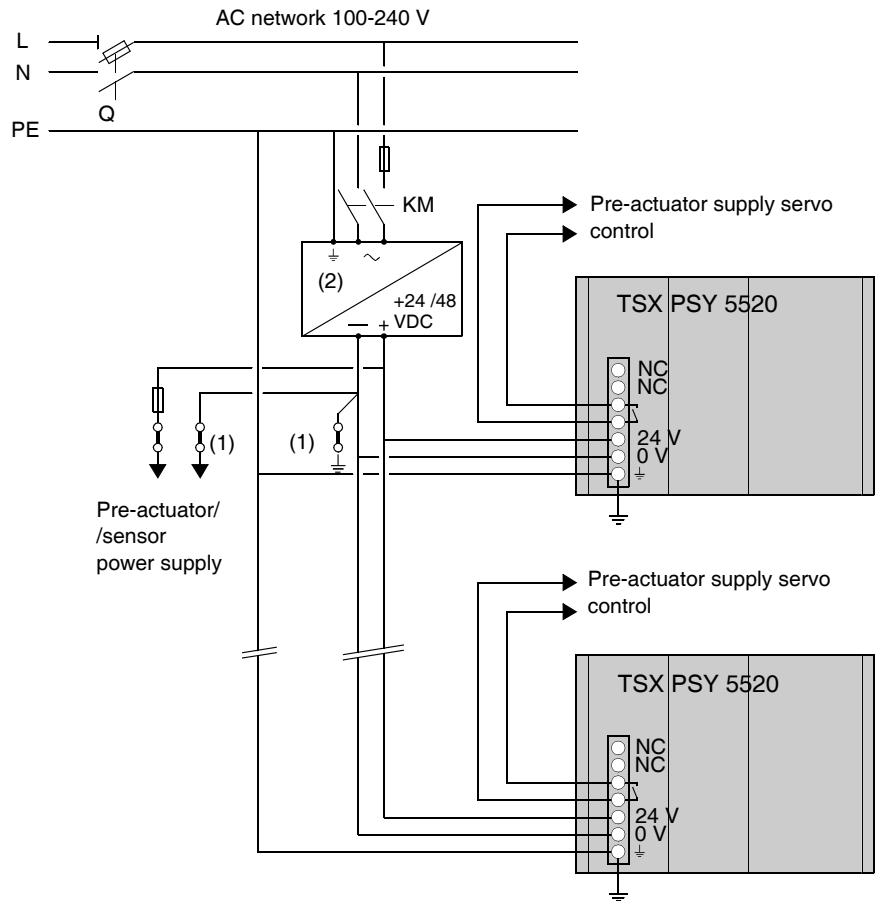 AC network 100-240 V
L
N
Q
PE
KM
(2)
+24 /48
VDC
— +
Pre-actuator supply servo
control
TSX PSY 5520
NC
NC
24 V
0 V
(1)
(1)
Pre-actuator/
/sensor
power supply
Pre-actuator supply servo
control
TSX PSY 5520
NC
NC
24 V
0 V